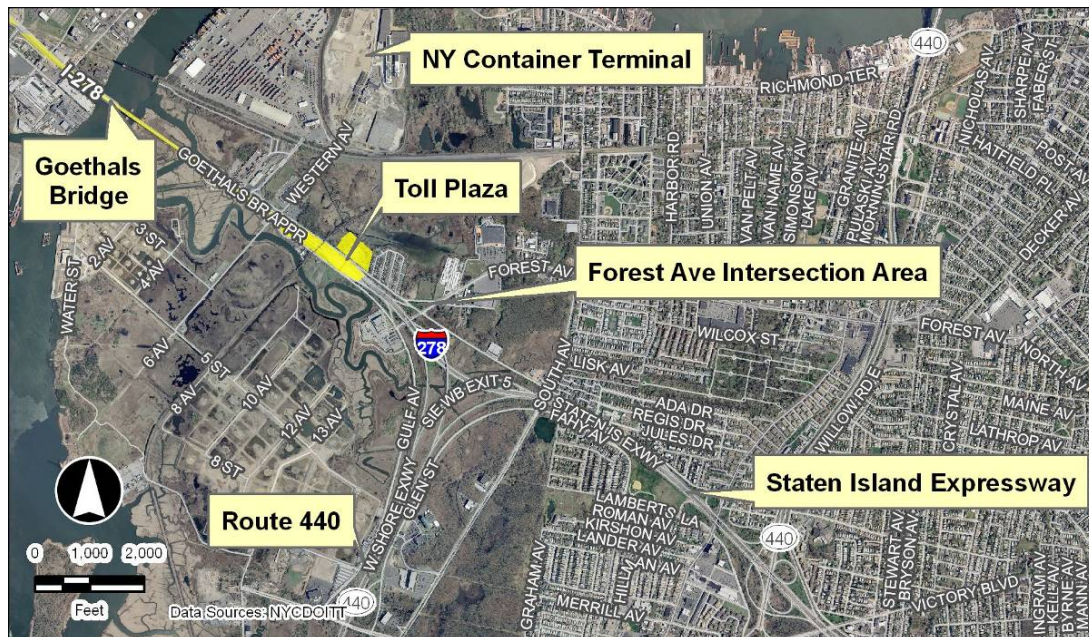 NY Container Terminal
440
RICHMOND TER
NICHOLAS AV
SHARPE AV
FABER ST
I-278
Goethals
Bridge
GOETHALS BR APPR
WESTERN AV
Toll Plaza
HARBOR RD
UNION AV
VAN PELT AV
VAN NAME AV
SIMONSON AV
LAKE AV
GRANITE AV
PULASKI AV
MORNINGSTAR RD
HATFIELD PL
POST AV
DECKER AV
WATER ST
2 AV
3 ST
4 AV
FOREST AV
Forest Ave Intersection Area
278
WILCOX ST
FOREST AV
NORTH AV
6 AV
5 ST
8 AV
10 AV
12 AV
13 AV
8 ST
GULF AV
SIE-WB EXIT 5
SOUTH AV
LISK AV
ADA DR
REGIS DR
JULES DR
WILLOW RD E
CRYSTAL AV
MAINE AV
LATHROP AV
STATEN IS EXWY
FAHY AV
Staten Island Expressway
W SHORE EXWY
GLEN ST
Route 440
LAMBERTS LA
ROMAN AV
KIRSHON AV
LANDER AV
440
STEWART AV
BRYSON AV
VICTORY BLVD
INGRAM AV
BYRNE AV
GRAHAM AV
MERRILL AV
0 1,000 2,000
Feet
Data Sources: NYCDOITT
440